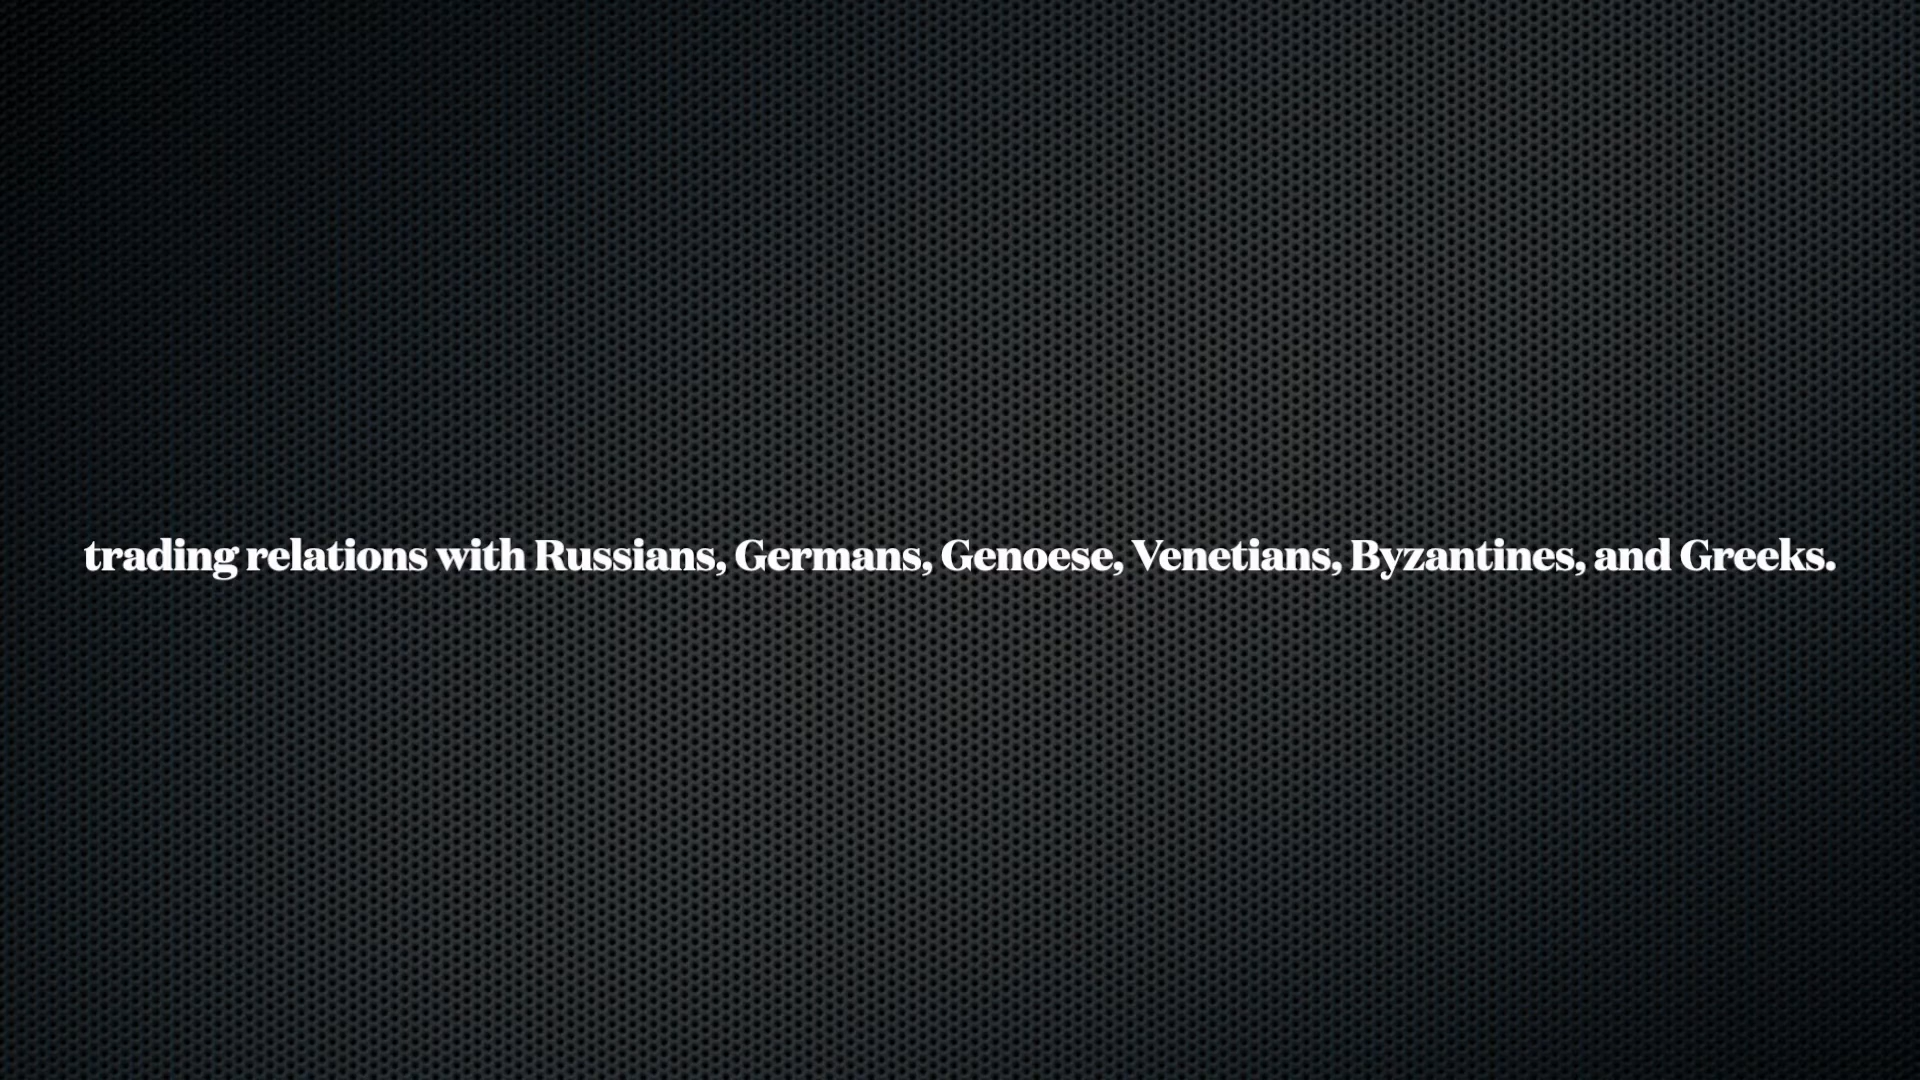 trading relations with Russians, Germans, Genoese, Venetians, Byzantines, and Greeks.